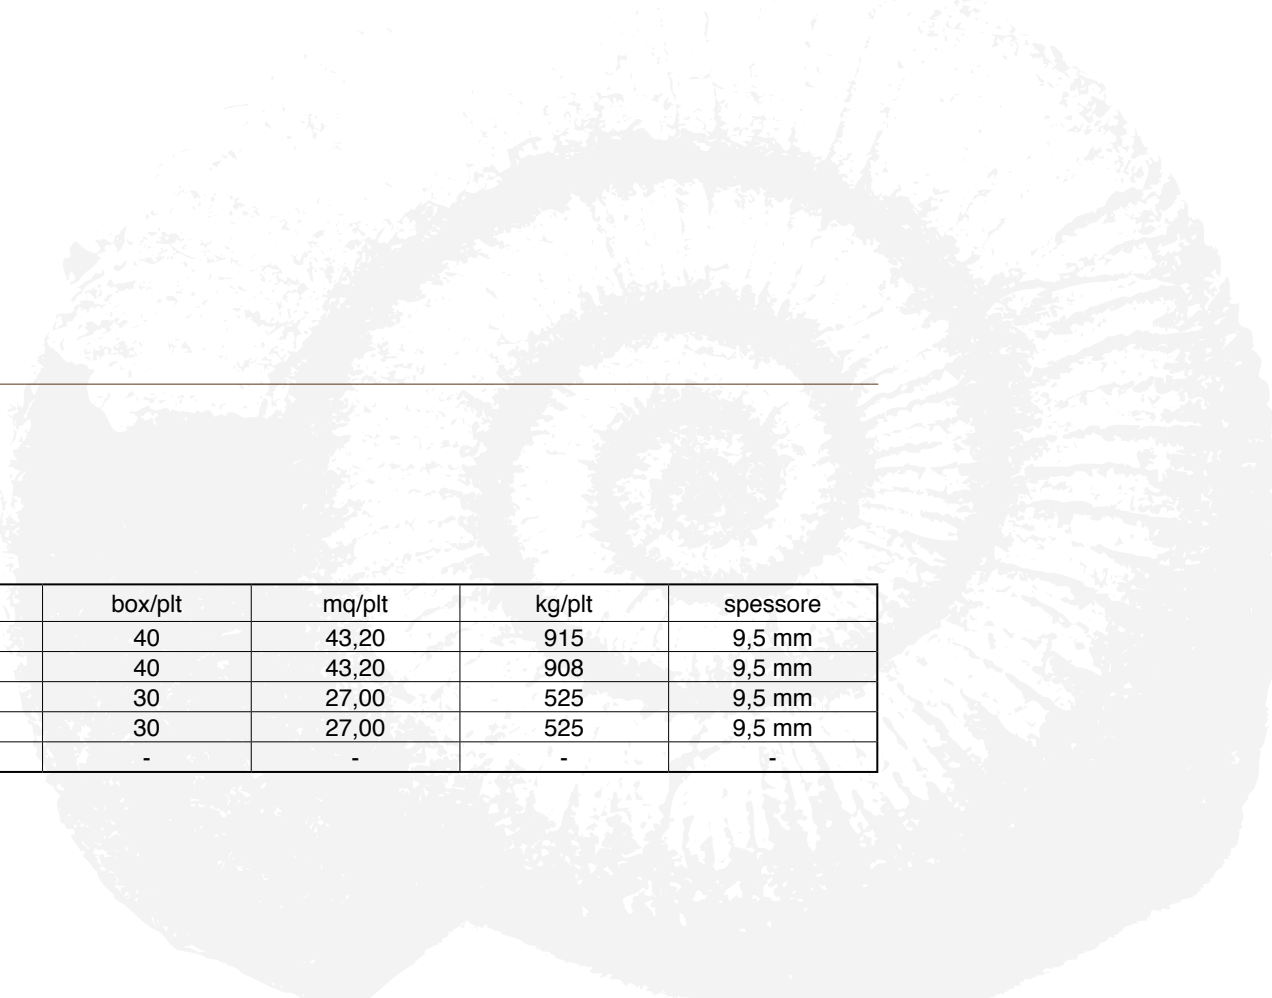 box/plt mq/plt kg/plt spessore
40 43,20 915 9,5 mm
40 43,20 908 9,5 mm
30 27,00 525 9,5 mm
30 27,00 525 9,5 mm
- - - -